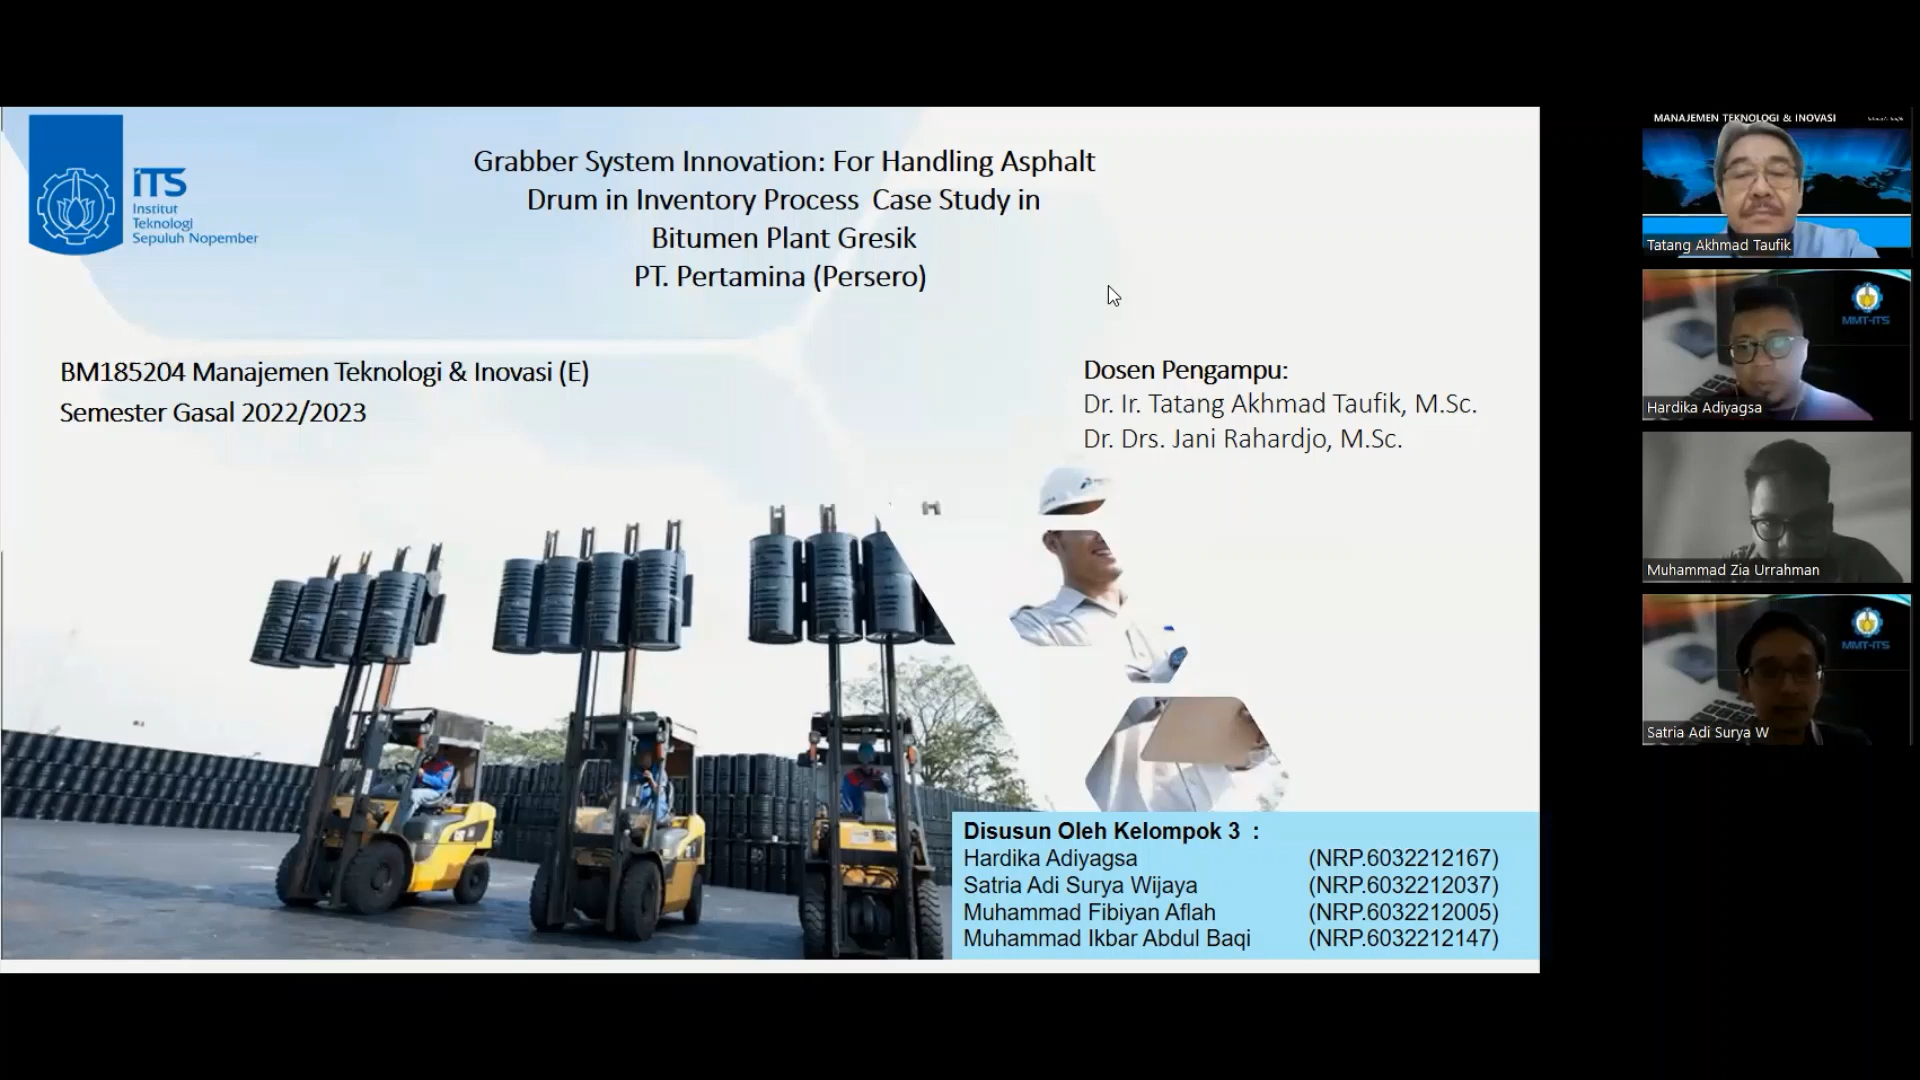 iTS
Institut
Teknologi
Sepuluh Nopember
Grabber System Innovation: For Handling Asphalt
Drum in Inventory Process Case Study in
Bitumen Plant Gresik
PT. Pertamina (Persero)
BM185204 Manajemen Teknologi & Inovasi (E)
Semester Gasal 2022/2023
Dosen Pengampu:
Dr. Ir. Tatang Akhmad Taufik, M.Sc.
Dr. Drs. Jani Rahardjo, M.Sc.
Disusun Oleh Kelompok 3 :
Hardika Adiyagsa (NRP.6032212167)
Satria Adi Surya Wijaya (NRP.6032212037)
Muhammad Fibiyan Aflah (NRP.6032212005)
Muhammad Ikbar Abdul Baqi (NRP.6032212147)
MANAJEMEN TEKNOLOGI & INOVASI
Tatang Akhmad Taufik
MMT-ITS
Hardika Adiyagsa
Muhammad Zia Urrahman
MMT-ITS
Satria Adi Surya W